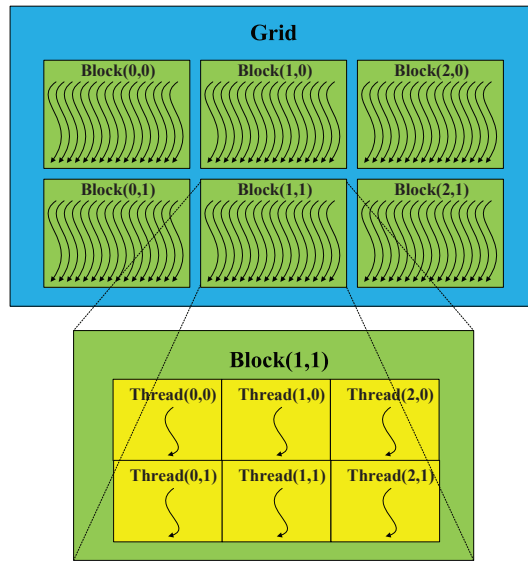 Grid
Block(0,0) Block(1,0) Block(2,0)
Block(0,1) Block(1,1) Block(2,1)
Block(1,1)
Thread(0,0) Thread(1,0) Thread(2,0)
Thread(0,1) Thread(1,1) Thread(2,1)